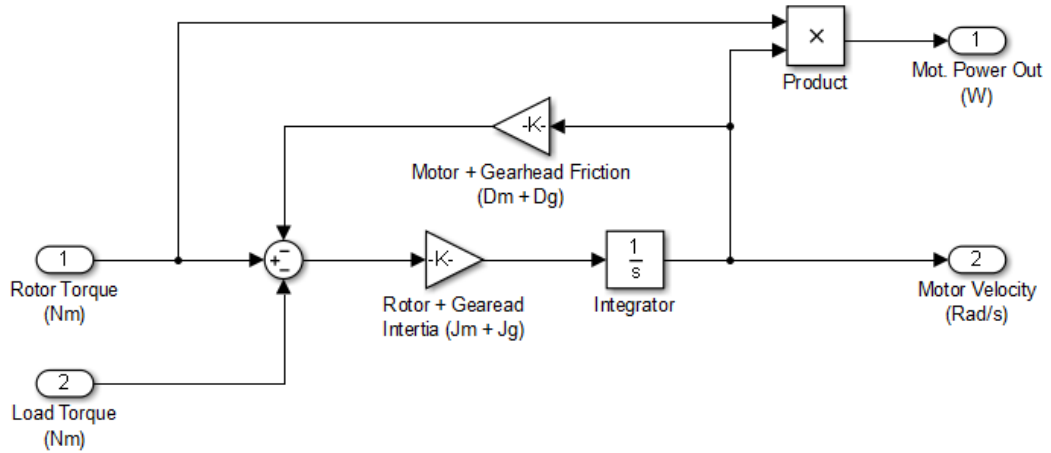 ×
Product
1
Mot. Power Out
(W)
-K-
Motor + Gearhead Friction
(Dm + Dg)
1
Rotor Torque
(Nm)
+
−
−
-K-
Rotor + Gearead
Intertia (Jm + Jg)
1
s
Integrator
2
Motor Velocity
(Rad/s)
2
Load Torque
(Nm)